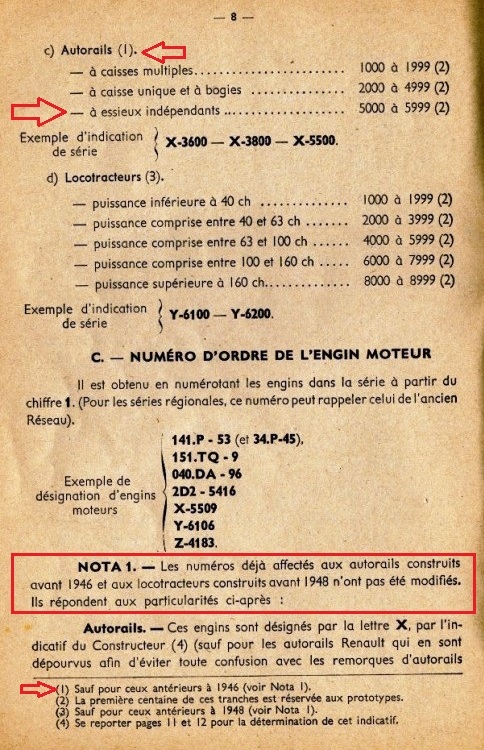 — 8 —
c) Autorails (1).
— à caisses multiples........................ 1000 à 1999 (2)
— à caisse unique et à bogies ............... 2000 à 4999 (2)
— à essieux indépendants .................... 5000 à 5999 (2)
Exemple d'indication
de série
X-3600 — X-3800 — X-5500.
d) Locotracteurs (3).
— puissance inférieure à 40 ch .............. 1000 à 1999 (2)
— puissance comprise entre 40 et 63 ch ....... 2000 à 3999 (2)
— puissance comprise entre 63 et 100 ch ...... 4000 à 5999 (2)
— puissance comprise entre 100 et 160 ch ..... 6000 à 7999 (2)
— puissance supérieure à 160 ch.............. 8000 à 8999 (2)
Exemple d'indication
de série
Y-6100 — Y-6200.
C. — NUMÉRO D'ORDRE DE L'ENGIN MOTEUR
Il est obtenu en numérotant les engins dans la série à partir du
chiffre 1. (Pour les séries régionales, ce numéro peut rappeler celui de l'ancien
Réseau).
Exemple de
désignation d'engins
moteurs
141.P - 53 (et 34.P-45),
151.TQ - 9
040.DA - 96
2D2 - 5416
X-5509
Y-6106
Z-4183.
NOTA 1. — Les numéros déjà affectés aux autorails construits
avant 1946 et aux locotracteurs construits avant 1948 n'ont pas été modifiés.
Ils répondent aux particularités ci-après :
Autorails. — Ces engins sont désignés par la lettre X, par l'in-
dicatif du Constructeur (4) (sauf pour les autorails Renault qui en sont
dépourvus afin d'éviter toute confusion avec les remorques d'autorails
(1) Sauf pour ceux antérieurs à 1946 (voir Nota 1).
(2) La première centaine de ces tranches est réservée aux prototypes.
(3) Sauf pour ceux antérieurs à 1948 (voir Nota 1).
(4) Se reporter pages 11 et 12 pour la détermination de cet indicatif.